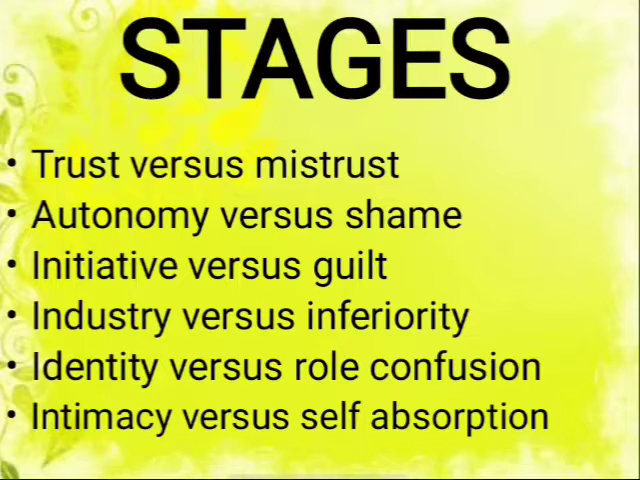 STAGES
• Trust versus mistrust
• Autonomy versus shame
• Initiative versus guilt
• Industry versus inferiority
• Identity versus role confusion
• Intimacy versus self absorption